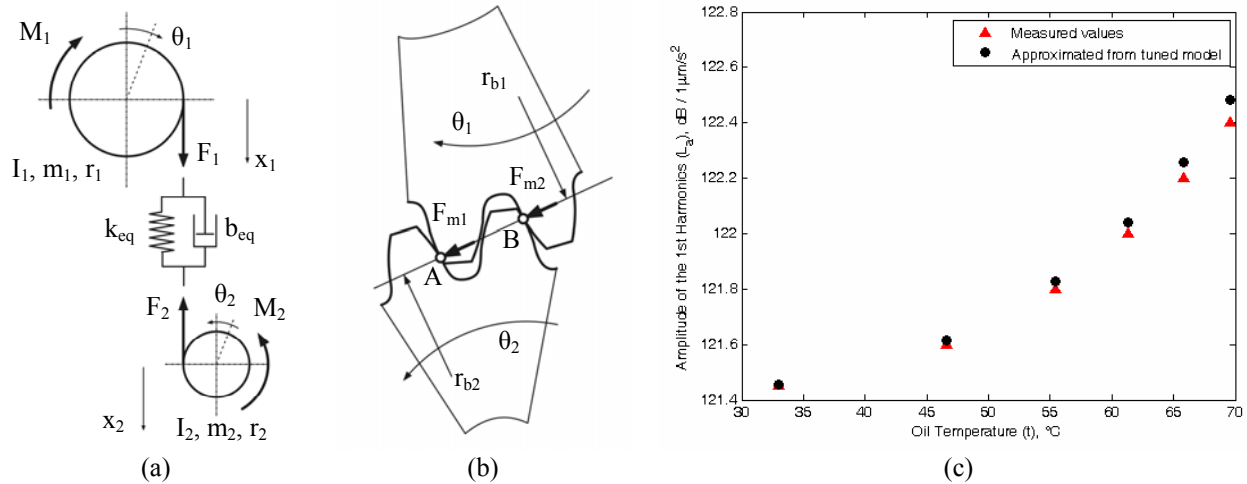 M1
θ1
F1
x1
I1, m1, r1
keq
beq
F2
θ2
M2
x2
I2, m2, r2
(a)
rb1
θ1
Fm2
Fm1
B
A
θ2
rb2
(b)
Measured values
Approximated from tuned model
Amplitude of the 1st Harmonics (La), dB / 1μm/s²
122.8
122.6
122.4
122.2
122
121.8
121.6
121.4
30 35 40 45 50 55 60 65 70
Oil Temperature (t), ºC
(c)